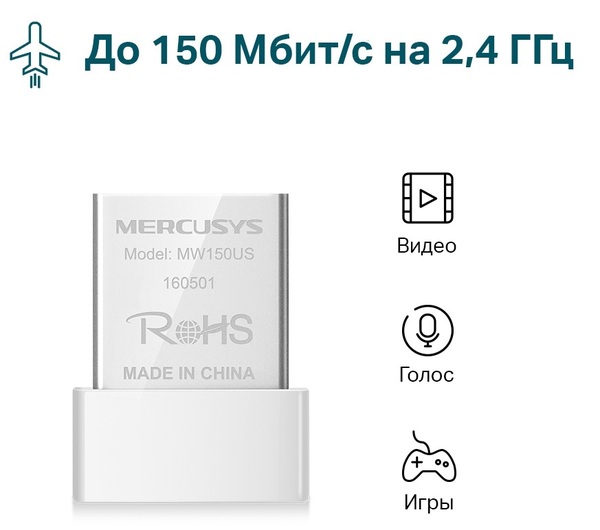 До 150 Мбит/с на 2,4 ГГц
MERCUSYS
Model: MW150US
160501
RoHS
MADE IN CHINA
Видео
Голос
Игры